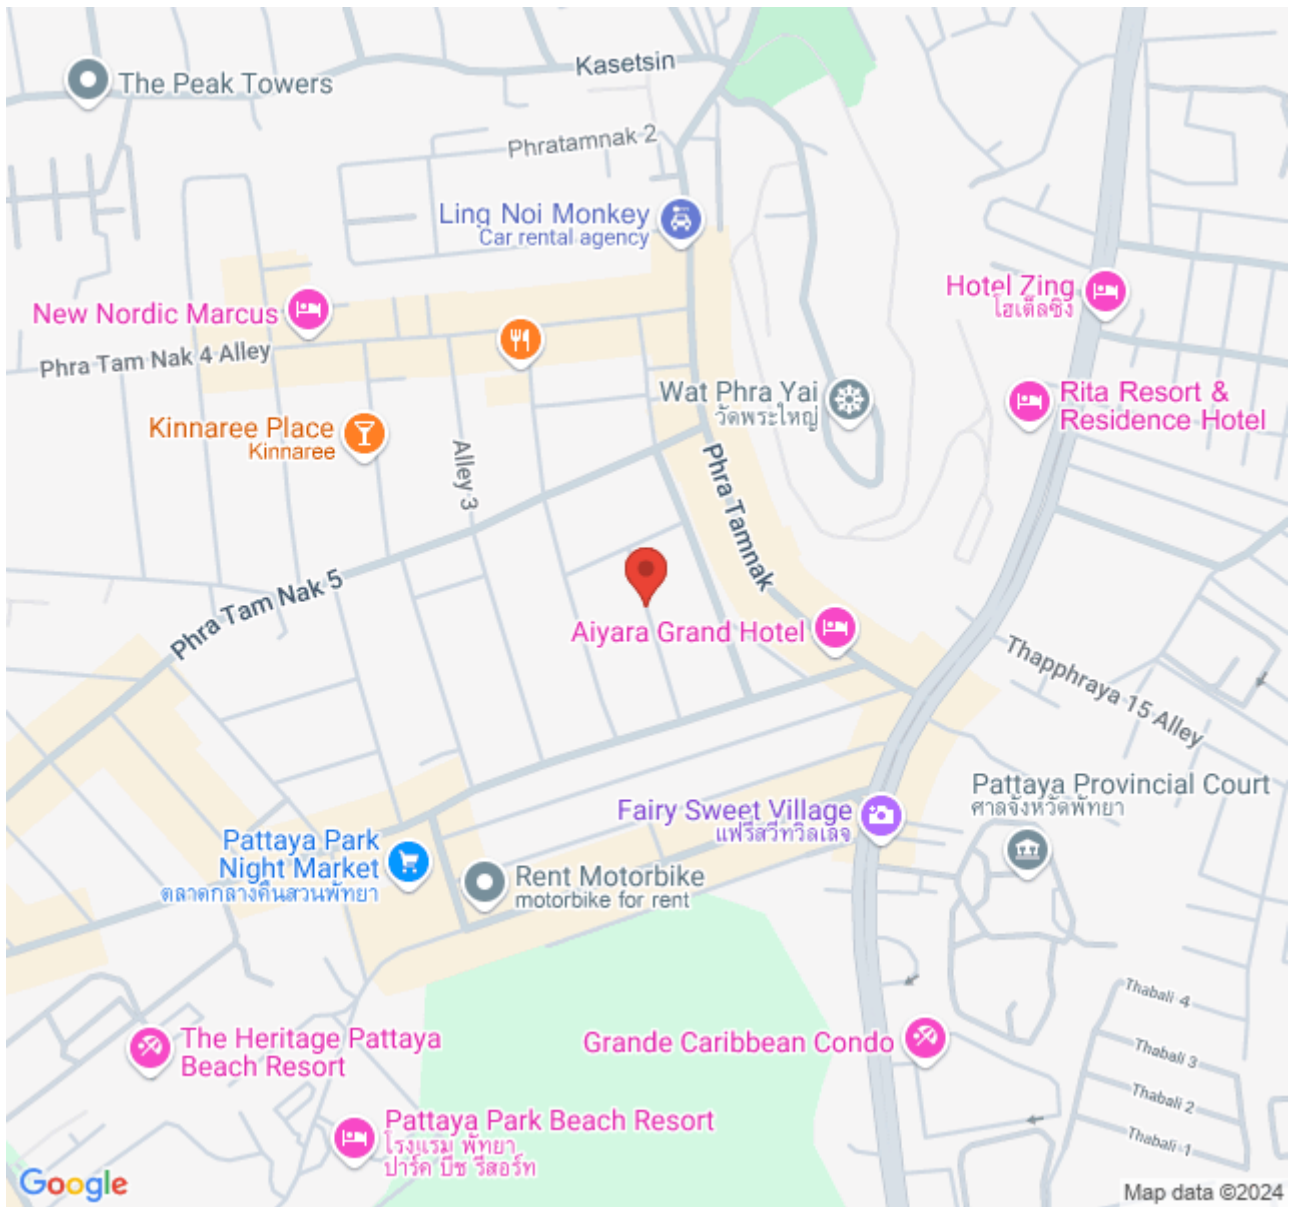 Kasetsin
The Peak Towers
Phratamnak 2
Ling Noi Monkey
Car rental agency
Hotel Zing
โฮเต็ลซิง
New Nordic Marcus
Phra Tam Nak 4 Alley
Wat Phra Yai
วัดพระใหญ่
Rita Resort &
Residence Hotel
Kinnaree Place
Kinnaree
Alley 3
Phra Tamnak
Phra Tam Nak 5
Aiyara Grand Hotel
Thapphraya 15 Alley
Pattaya Provincial Court
ศาลจังหวัดพัทยา
Fairy Sweet Village
แฟรีสวีทวิลเลจ
Pattaya Park
Night Market
ตลาดกลางคืนสวนพัทยา
Rent Motorbike
motorbike for rent
Thabali 4
The Heritage Pattaya
Beach Resort
Grande Caribbean Condo
Thabali 3
Thabali 2
Pattaya Park Beach Resort
โรงแรม พัทยา
ปาร์ค บีช รีสอร์ท
Thabali 1
Google
Map data ©2024